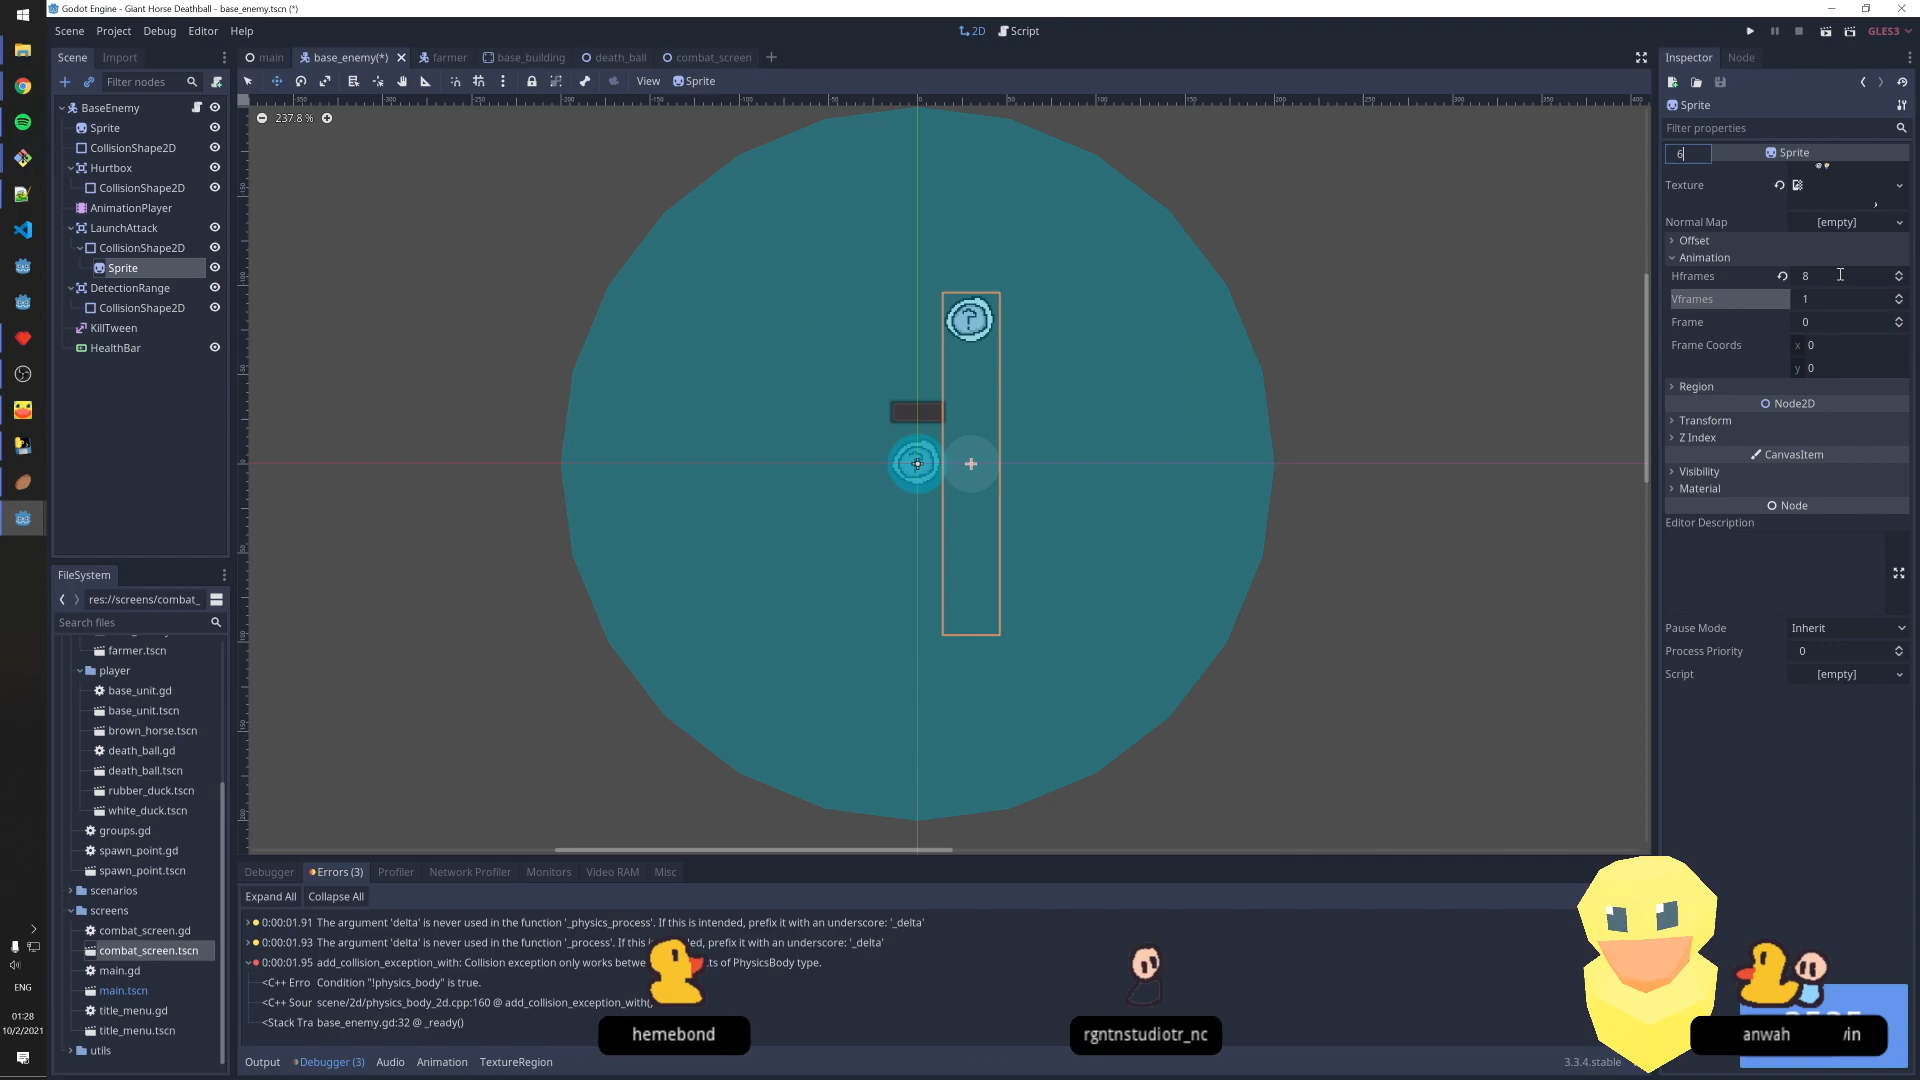 Godot Engine - Giant Horse Deathball - base_enemy.tscn (*)
Scene Project Debug Editor Help
2D Script
GLES3
Scene Import
main base_enemy(*) farmer base_building death_ball combat_screen
Inspector Node
Filter nodes
View Sprite
BaseEnemy
Sprite
CollisionShape2D
Hurtbox
CollisionShape2D
AnimationPlayer
LaunchAttack
CollisionShape2D
Sprite
DetectionRange
CollisionShape2D
KillTween
HealthBar
237.8 %
Sprite
Filter properties
6
Sprite
Texture
Normal Map [empty]
Offset
Animation
Hframes 8
Vframes 1
Frame 0
Frame Coords x 0
y 0
Region
Node2D
Transform
Z Index
CanvasItem
Visibility
Material
Node
Editor Description
Pause Mode Inherit
Process Priority 0
Script [empty]
FileSystem
res://screens/combat_
Search files
farmer.tscn
player
base_unit.gd
base_unit.tscn
brown_horse.tscn
death_ball.gd
death_ball.tscn
rubber_duck.tscn
white_duck.tscn
groups.gd
spawn_point.gd
spawn_point.tscn
scenarios
screens
combat_screen.gd
combat_screen.tscn
main.gd
main.tscn
title_menu.gd
title_menu.tscn
utils
Debugger Errors (3) Profiler Network Profiler Monitors Video RAM Misc
Expand All Collapse All
0:00:01.91 The argument 'delta' is never used in the function '_physics_process'. If this is intended, prefix it with an underscore: '_delta'
0:00:01.93 The argument 'delta' is never used in the function '_process'. If this is ed, prefix it with an underscore: '_delta'
0:00:01.95 add_collision_exception_with: Collision exception only works betwe ts of PhysicsBody type.
<C++ Erro Condition "!physics_body" is true.
<C++ Sour scene/2d/physics_body_2d.cpp:160 @ add_collision_exception_with(
<Stack Tra base_enemy.gd:32 @ _ready()
hemebond
rgntnstudiotr_nc
anwah /in
Output Debugger (3) Audio Animation TextureRegion
3.3.4.stable
ENG
01:28
10/2/2021